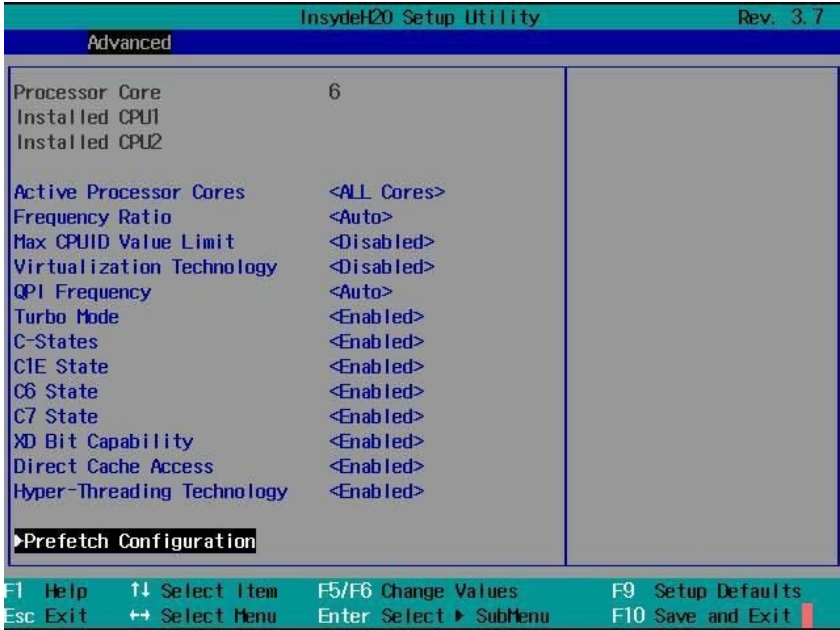 InsydeH20 Setup Utility Rev. 3.7
Advanced
Processor Core 6
Installed CPU1
Installed CPU2
Active Processor Cores <ALL Cores>
Frequency Ratio <Auto>
Max CPUID Value Limit <Disabled>
Virtualization Technology <Disabled>
QPI Frequency <Auto>
Turbo Mode <Enabled>
C-States <Enabled>
C1E State <Enabled>
C6 State <Enabled>
C7 State <Enabled>
XD Bit Capability <Enabled>
Direct Cache Access <Enabled>
Hyper-Threading Technology <Enabled>
▶Prefetch Configuration
F1 Help ↑↓ Select Item F5/F6 Change Values F9 Setup Defaults
Esc Exit ↔ Select Menu Enter Select ▶ SubMenu F10 Save and Exit